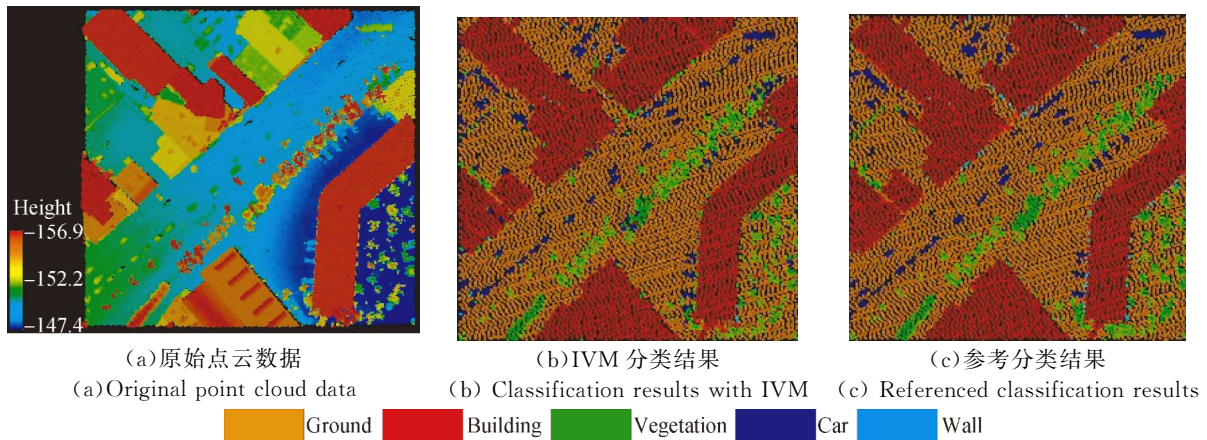 Height
-156.9
-152.2
-147.4
(a)原始点云数据
(a)Original point cloud data
(b)IVM 分类结果
(b) Classification results with IVM
(c)参考分类结果
(c) Referenced classification results
Ground
Building
Vegetation
Car
Wall